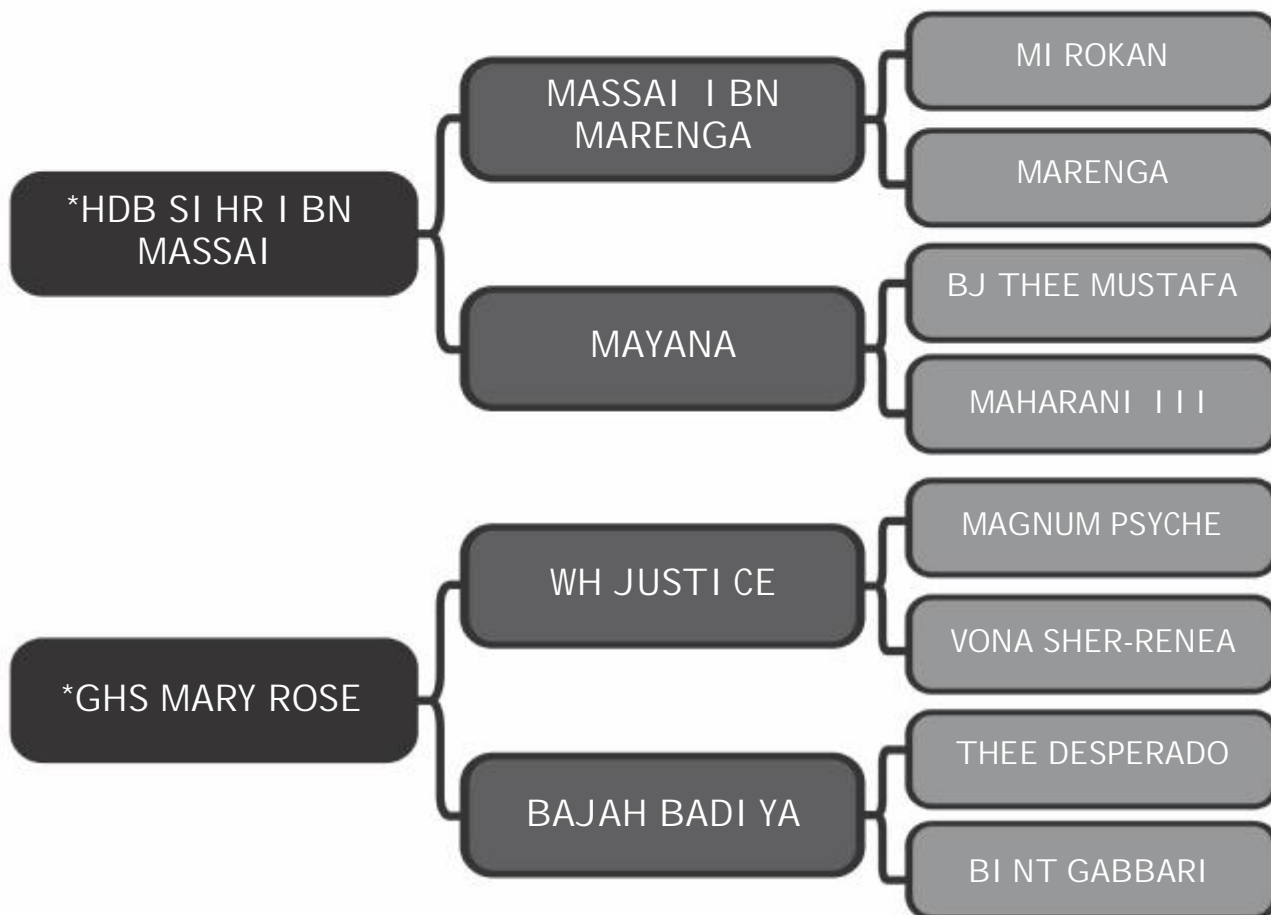 MI ROKAN
MASSAI I BN
MARENGA
MARENGA
*HDB SI HR I BN
MASSAI
BJ THEE MUSTAFA
MAYANA
MAHARANI I I I
MAGNUM PSYCHE
WH JUSTI CE
VONA SHER-RENEA
*GHS MARY ROSE
THEE DESPERADO
BAJAH BADI YA
BI NT GABBARI